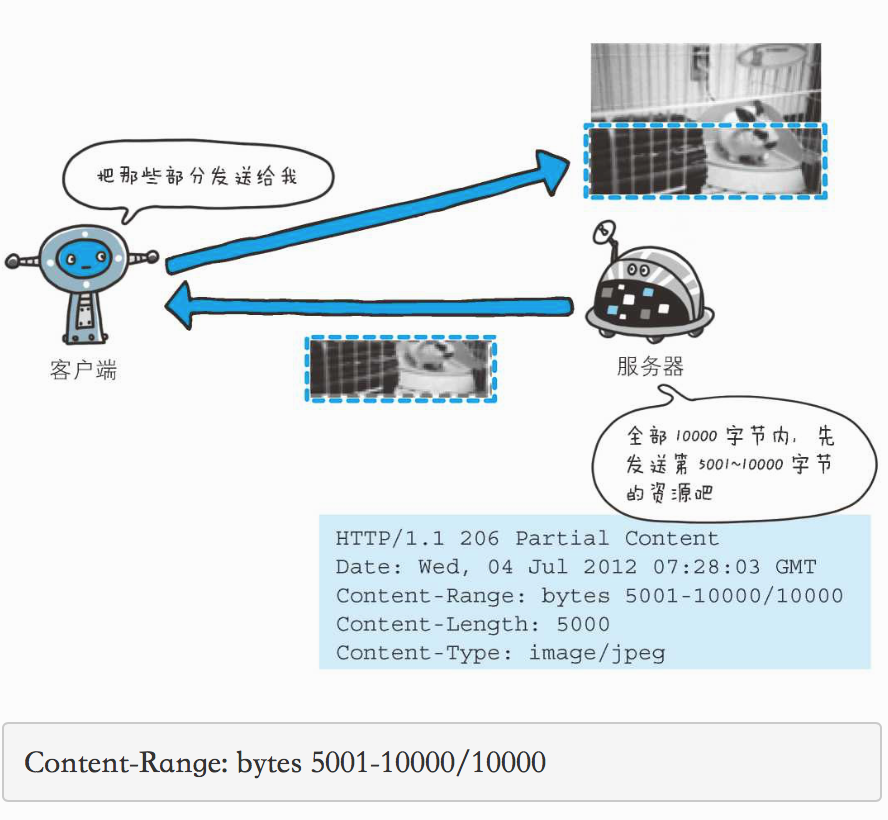 把那些部分发送给我
客户端
服务器
全部 10000 字节内，先
发送第 5001~10000 字节
的资源吧
HTTP/1.1 206 Partial Content
Date: Wed, 04 Jul 2012 07:28:03 GMT
Content-Range: bytes 5001-10000/10000
Content-Length: 5000
Content-Type: image/jpeg
Content-Range: bytes 5001-10000/10000